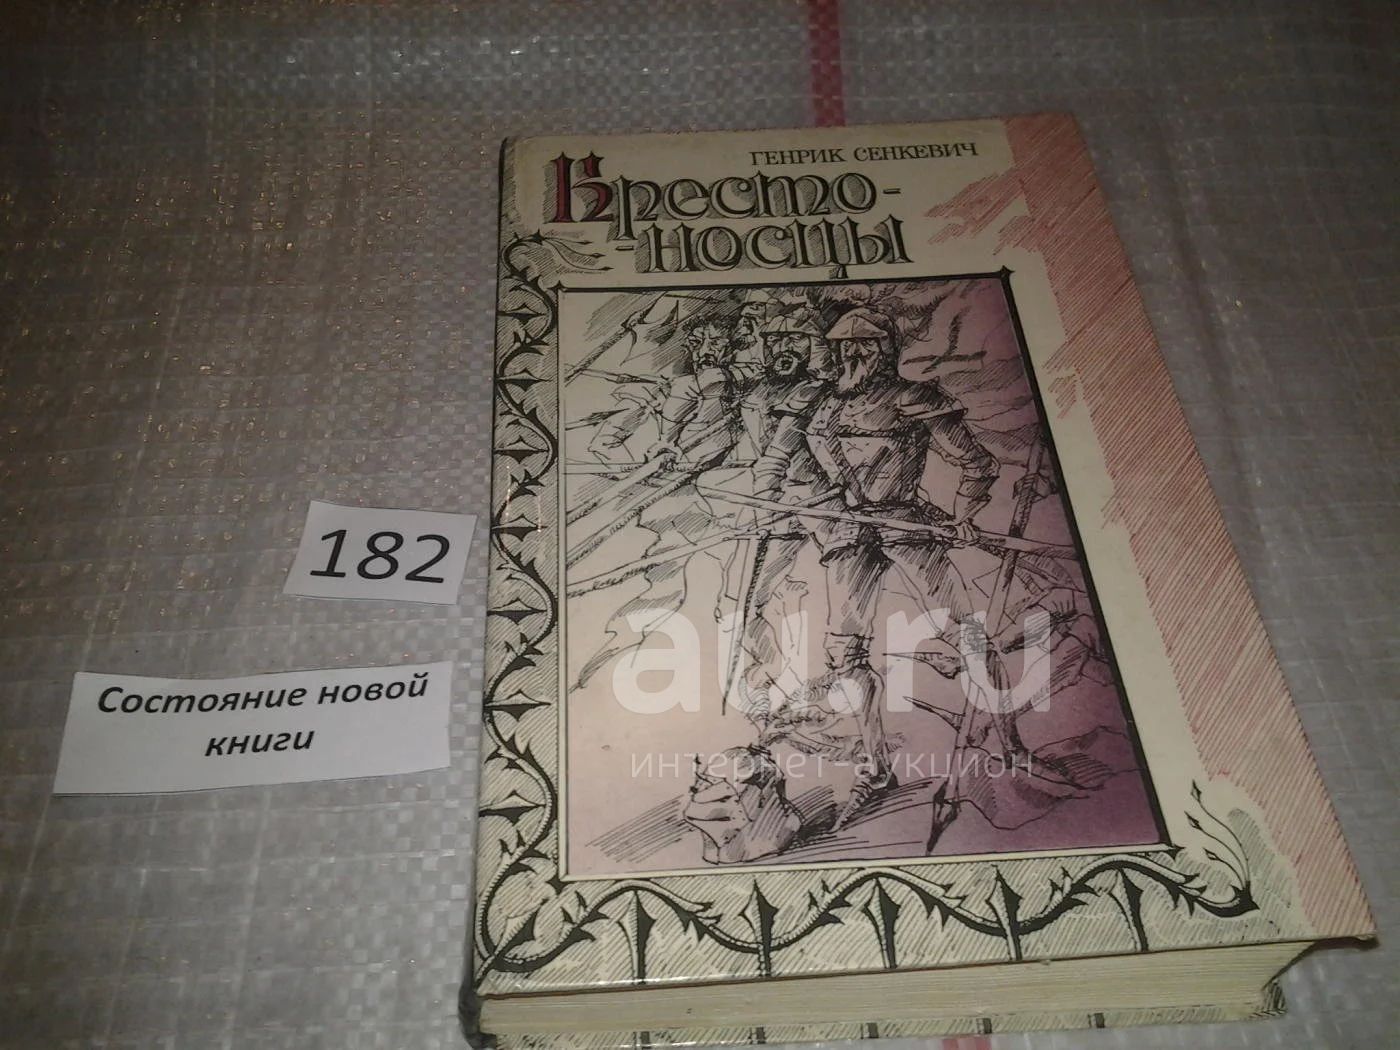 ГЕНРИК СЕНКЕВИЧ
Кресто-
-носцы
182
Состояние новой
книги
au.ru
интернет-аукцион